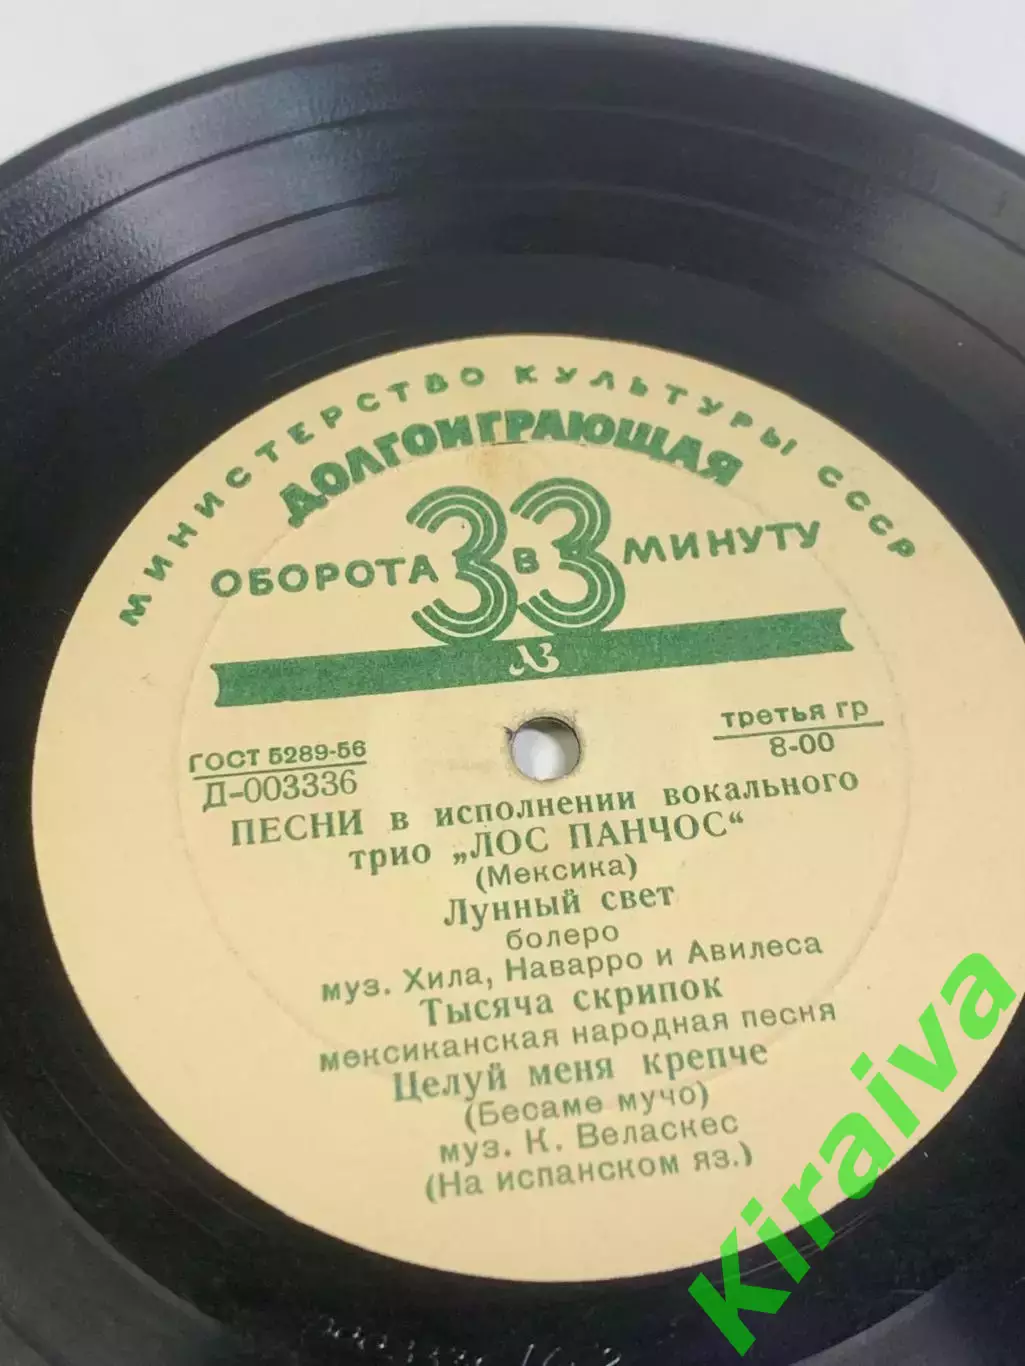 МИНИСТЕРСТВО КУЛЬТУРЫ СССР
ДОЛГОИГРАЮЩАЯ
33
ОБОРОТА В МИНУТУ
ЛЗ
ГОСТ 5289-56
Д-003336
третья гр
8-00
ПЕСНИ в исполнении вокального
трио „ЛОС ПАНЧОС“
(Мексика)
Лунный свет
болеро
муз. Хила, Наварро и Авилеса
Тысяча скрипок
мексиканская народная песня
Целуй меня крепче
(Бесаме мучо)
муз. К. Веласкес
(На испанском яз.)
Kiraiva